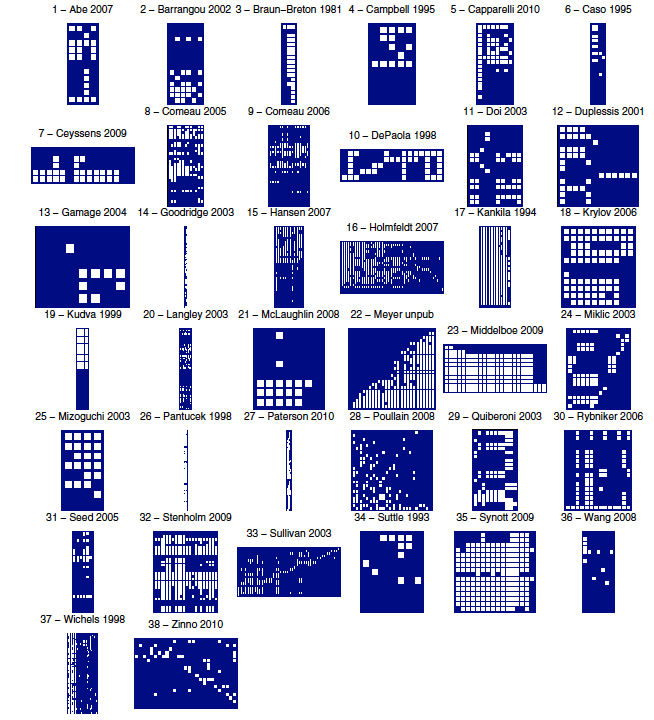 1 – Abe 2007
2 – Barrangou 2002
3 – Braun–Breton 1981
4 – Campbell 1995
5 – Capparelli 2010
6 – Caso 1995
7 – Ceyssens 2009
8 – Comeau 2005
9 – Comeau 2006
10 – DePaola 1998
11 – Doi 2003
12 – Duplessis 2001
13 – Gamage 2004
14 – Goodridge 2003
15 – Hansen 2007
16 – Holmfeldt 2007
17 – Kankila 1994
18 – Krylov 2006
19 – Kudva 1999
20 – Langley 2003
21 – McLaughlin 2008
22 – Meyer unpub
23 – Middelboe 2009
24 – Miklic 2003
25 – Mizoguchi 2003
26 – Pantucek 1998
27 – Paterson 2010
28 – Poullain 2008
29 – Quiberoni 2003
30 – Rybniker 2006
31 – Seed 2005
32 – Stenholm 2009
33 – Sullivan 2003
34 – Suttle 1993
35 – Synott 2009
36 – Wang 2008
37 – Wichels 1998
38 – Zinno 2010